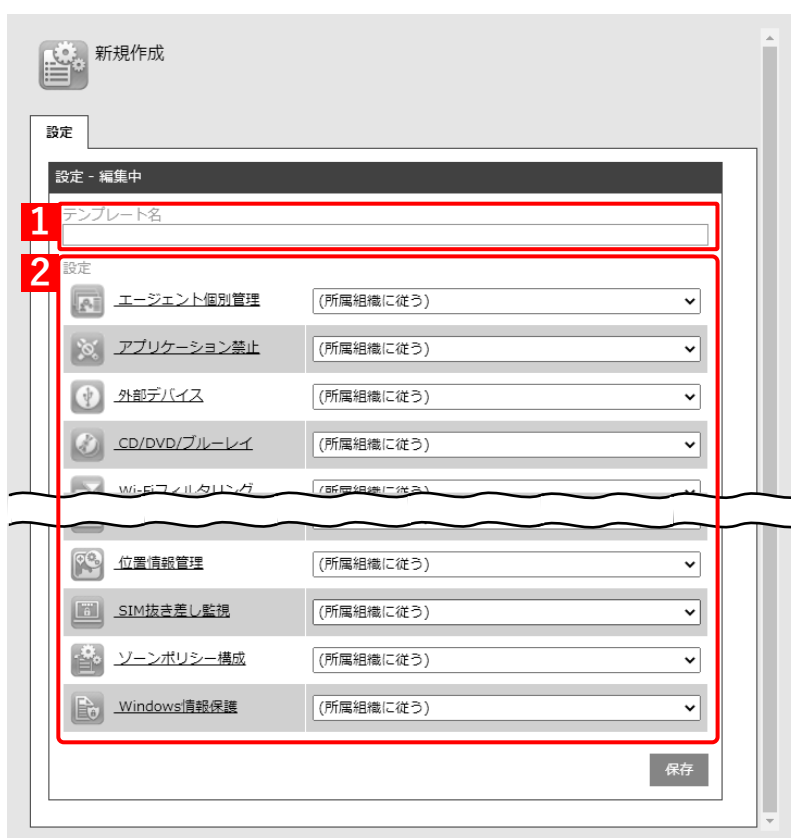 新規作成
設定
設定 - 編集中
1
テンプレート名
2
設定
エージェント個別管理 (所属組織に従う)
アプリケーション禁止 (所属組織に従う)
外部デバイス (所属組織に従う)
CD/DVD/ブルーレイ (所属組織に従う)
Wi-Fiフィルタリング (所属組織に従う)
位置情報管理 (所属組織に従う)
SIM抜き差し監視 (所属組織に従う)
ゾーンポリシー構成 (所属組織に従う)
Windows情報保護 (所属組織に従う)
保存